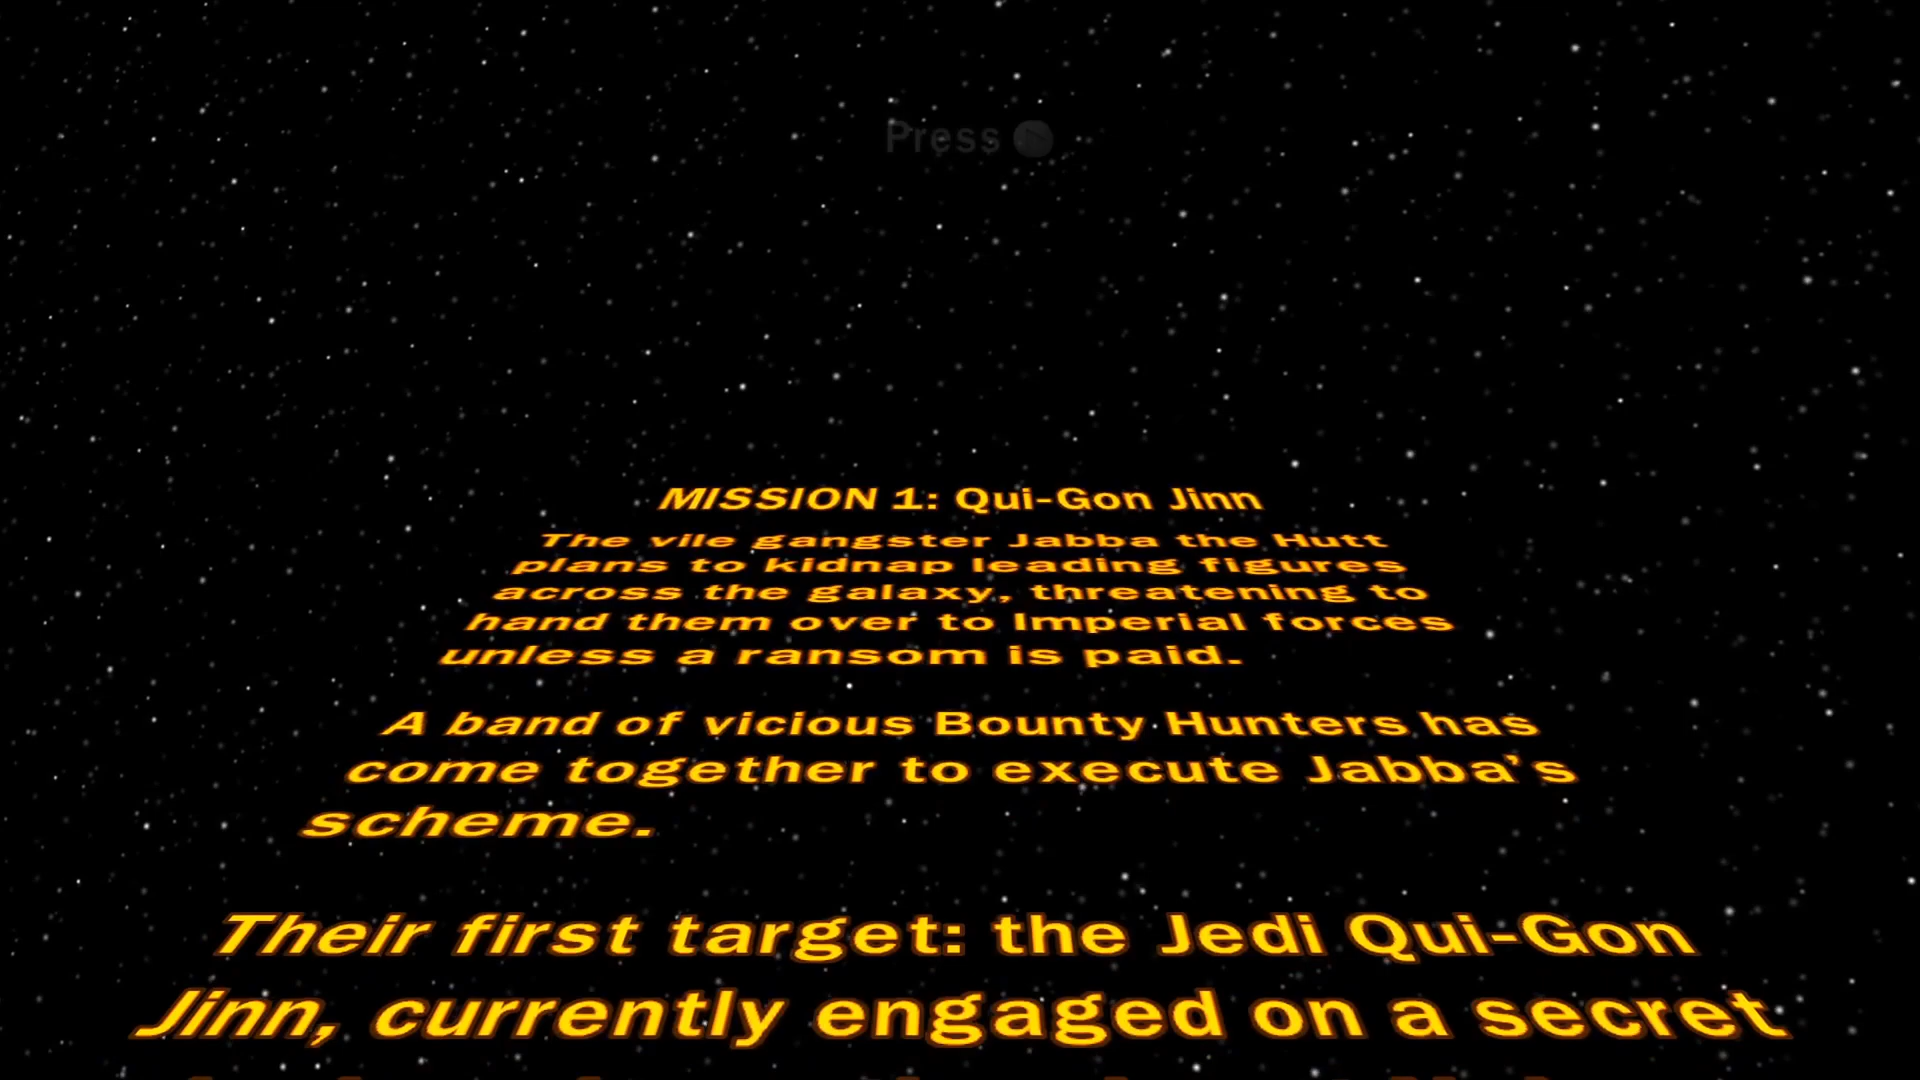 Press
MISSION 1: Qui-Gon Jinn
The vile gangster Jabba the Hutt
plans to kidnap leading figures
across the galaxy, threatening to
hand them over to Imperial forces
unless a ransom is paid.
A band of vicious Bounty Hunters has
come together to execute Jabba’s
scheme.
Their first target: the Jedi Qui-Gon
Jinn, currently engaged on a secret